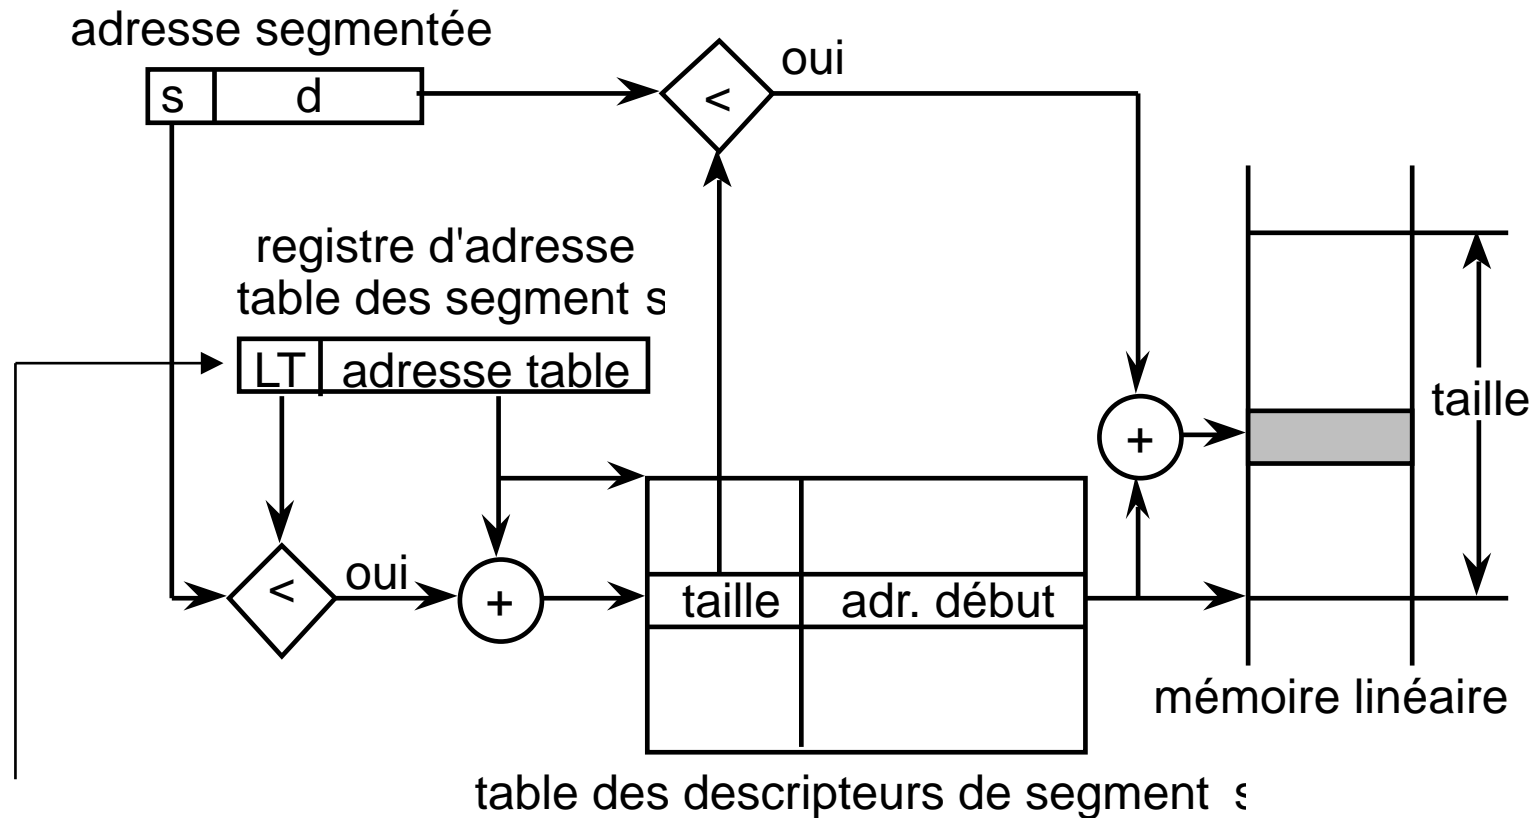 adresse segmentée
oui
s d
<
registre d'adresse
table des segment s
LT adresse table
taille
+
oui
<
+
taille adr. début
mémoire linéaire
table des descripteurs de segment s